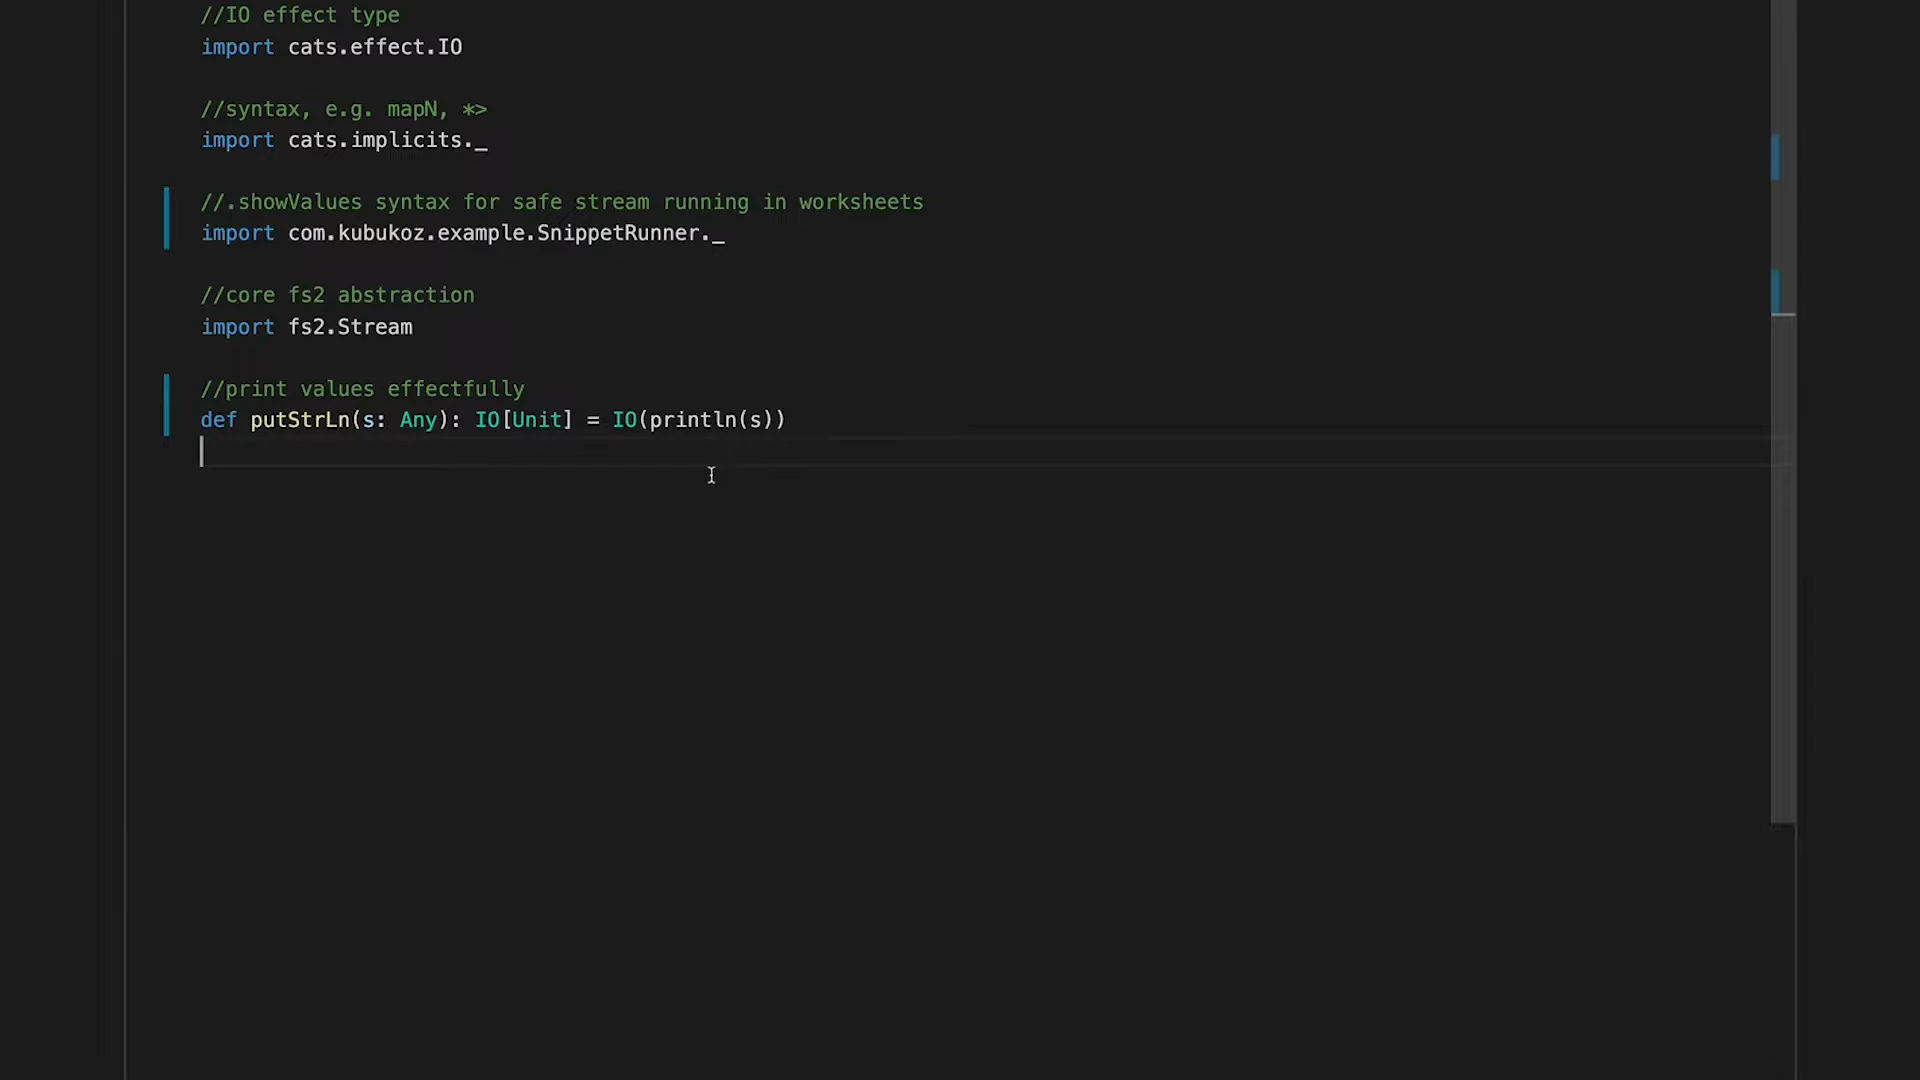 //IO effect type
import cats.effect.IO
//syntax, e.g. mapN, *>
import cats.implicits._
//.showValues syntax for safe stream running in worksheets
import com.kubukoz.example.SnippetRunner._
//core fs2 abstraction
import fs2.Stream
//print values effectfully
def putStrLn(s: Any): IO[Unit] = IO(println(s))